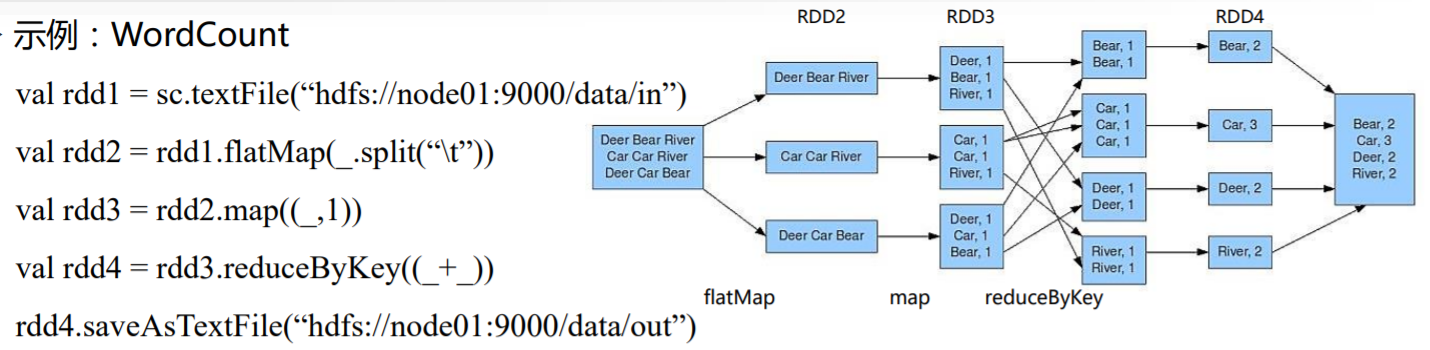 示例：WordCount
val rdd1 = sc.textFile(“hdfs://node01:9000/data/in”)
val rdd2 = rdd1.flatMap(_.split(“\t”))
val rdd3 = rdd2.map((_,1))
val rdd4 = rdd3.reduceByKey((_+_))
rdd4.saveAsTextFile(“hdfs://node01:9000/data/out”)
RDD2
RDD3
RDD4
Deer Bear River
Car Car River
Deer Car Bear
Deer Bear River
Car Car River
Deer Car Bear
Deer, 1
Bear, 1
River, 1
Car, 1
Car, 1
River, 1
Deer, 1
Car, 1
Bear, 1
Bear, 1
Bear, 1
Car, 1
Car, 1
Car, 1
Deer, 1
Deer, 1
River, 1
River, 1
Bear, 2
Car, 3
Deer, 2
River, 2
Bear, 2
Car, 3
Deer, 2
River, 2
flatMap
map
reduceByKey